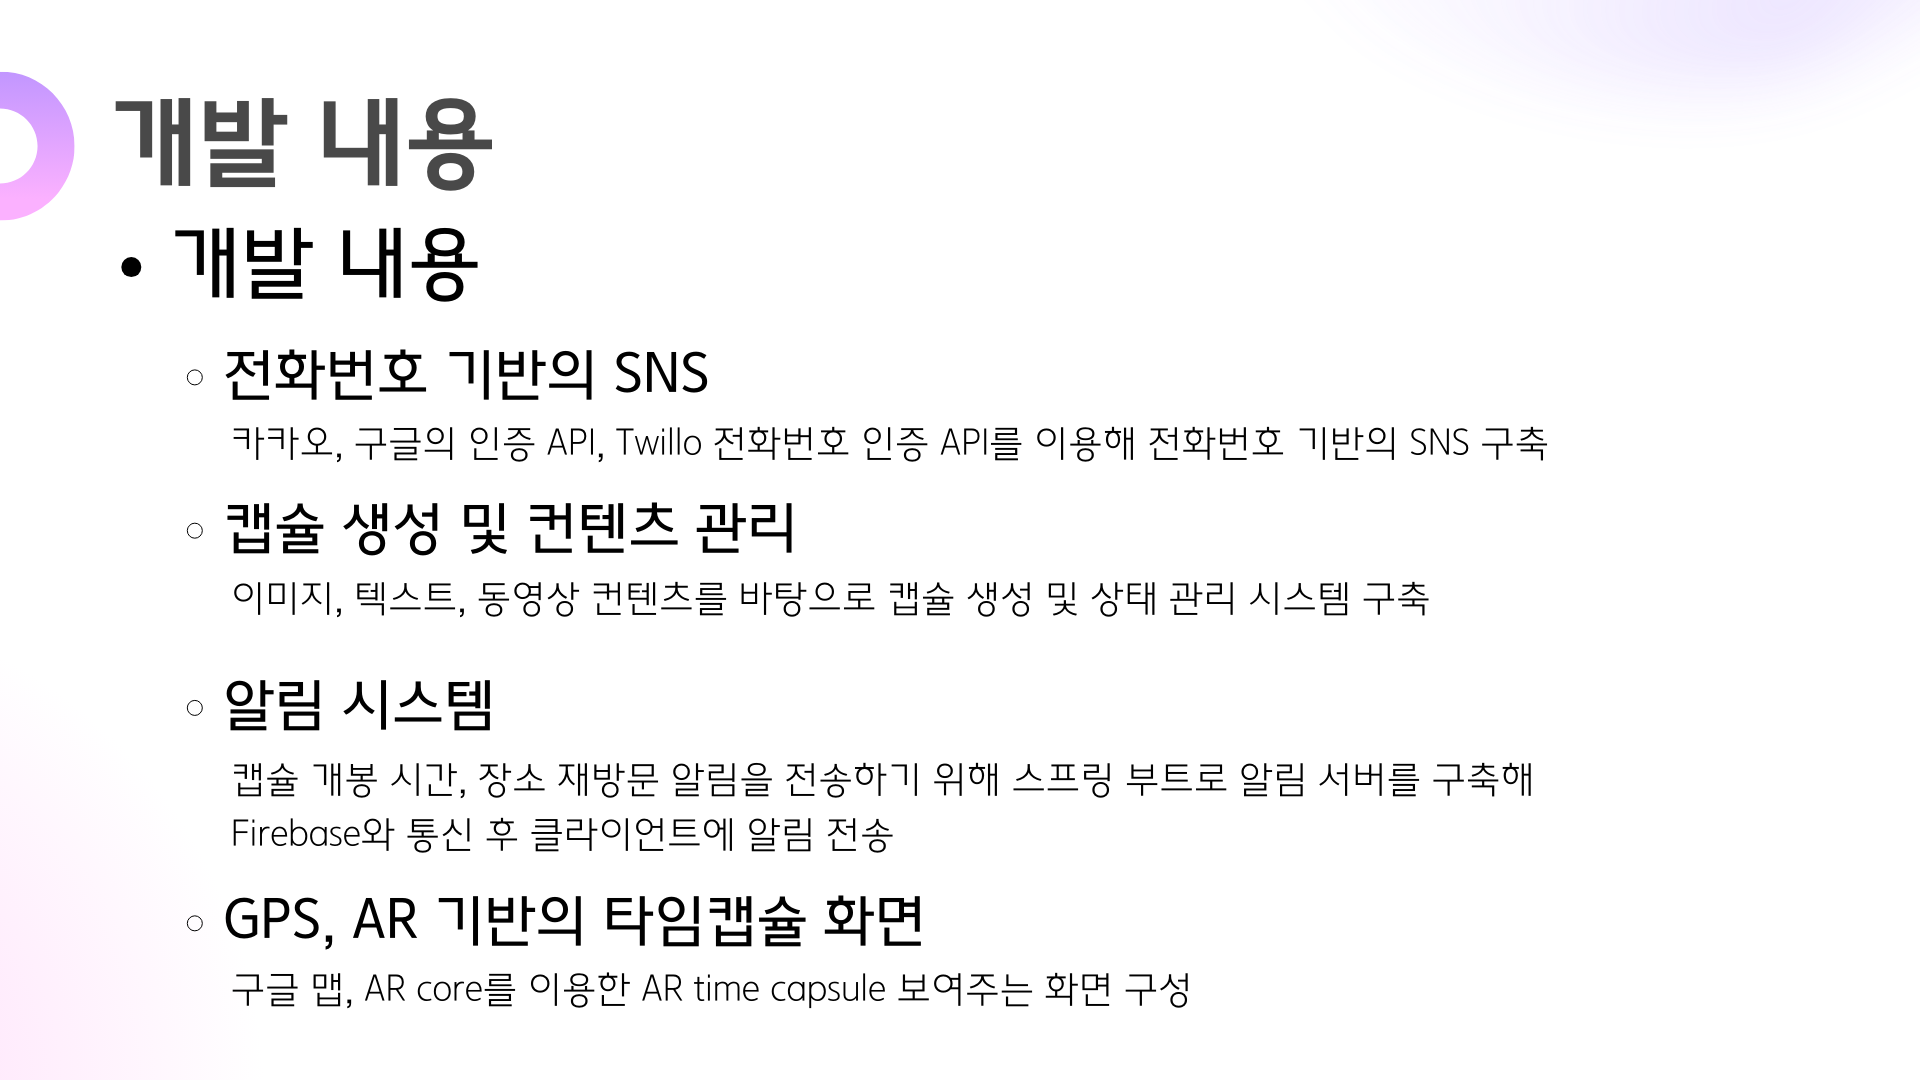 개발 내용
• 개발 내용
○ 전화번호 기반의 SNS
카카오, 구글의 인증 API, Twillo 전화번호 인증 API를 이용해 전화번호 기반의 SNS 구축
○ 캡슐 생성 및 컨텐츠 관리
이미지, 텍스트, 동영상 컨텐츠를 바탕으로 캡슐 생성 및 상태 관리 시스템 구축
○ 알림 시스템
캡슐 개봉 시간, 장소 재방문 알림을 전송하기 위해 스프링 부트로 알림 서버를 구축해
Firebase와 통신 후 클라이언트에 알림 전송
○ GPS, AR 기반의 타임캡슐 화면
구글 맵, AR core를 이용한 AR time capsule 보여주는 화면 구성